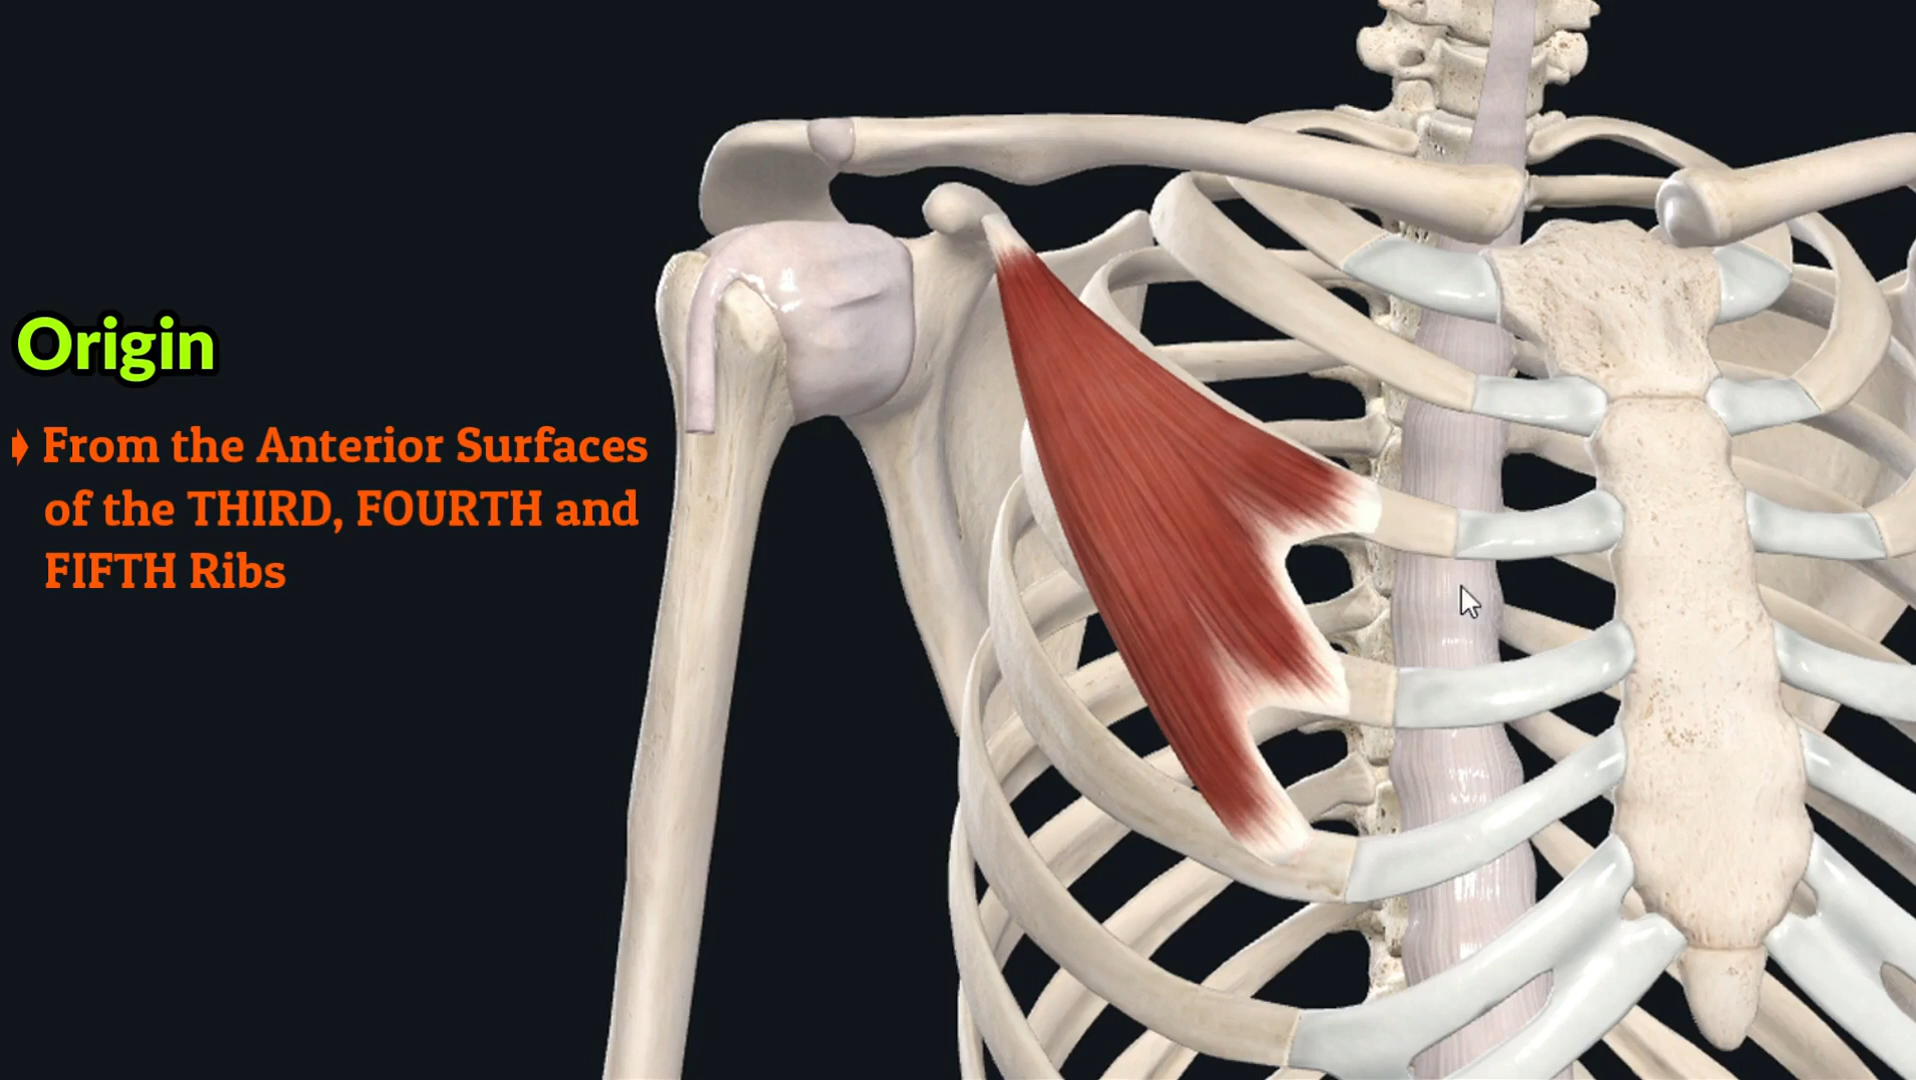 Origin
From the Anterior Surfaces
of the THIRD, FOURTH and
FIFTH Ribs